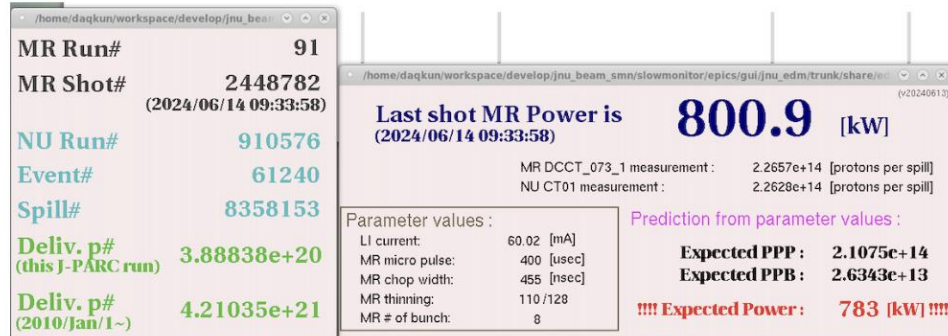 /home/daqkun/workspace/develop/jnu_bea
MR Run# 91
MR Shot# 2448782
(2024/06/14 09:33:58)
NU Run# 910576
Event# 61240
Spill# 8358153
Deliv. p# 3.88838e+20
(this J-PARC run)
Deliv. p# 4.21035e+21
(2010/Jan/1~)
/home/daqkun/workspace/develop/jnu_beam_smn/slowmonitor/epics/gui/jnu_edm/trunk/share/ed
(v20240613)
Last shot MR Power is 800.9 [kW]
(2024/06/14 09:33:58)
MR DCCT_073_1 measurement : 2.2657e+14 [protons per spill]
NU CT01 measurement : 2.2628e+14 [protons per spill]
Parameter values :
LI current: 60.02 [mA]
MR micro pulse: 400 [usec]
MR chop width: 455 [nsec]
MR thinning: 110 /128
MR # of bunch: 8
Prediction from parameter values :
Expected PPP : 2.1075e+14
Expected PPB : 2.6343e+13
!!!! Expected Power : 783 [kW] !!!!